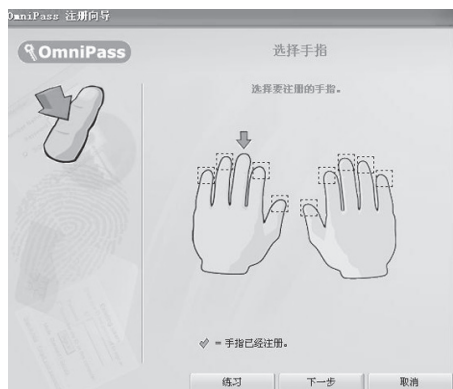 OmniPass 注册向导
OmniPass
选择手指
选择要注册的手指。
= 手指已经注册。
练习
下一步
取消